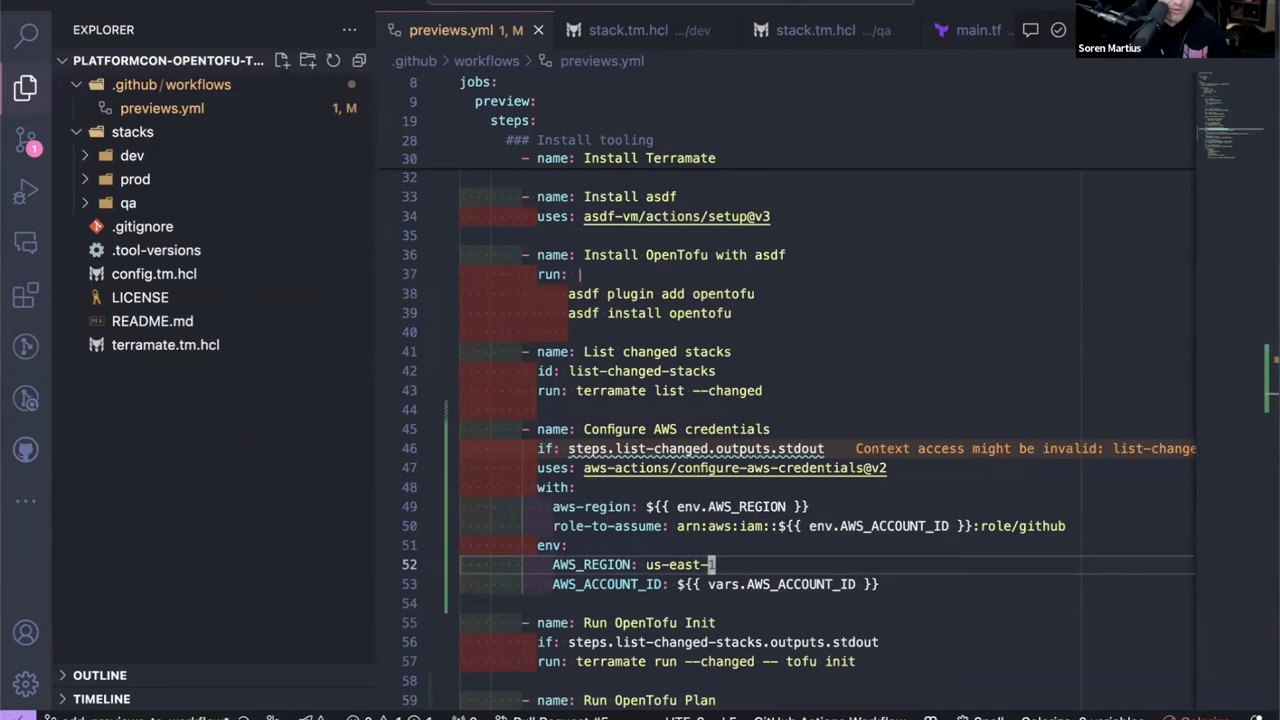 EXPLORER
previews.yml 1, M
stack.tm.hcl .../dev
stack.tm.hcl .../qa
main.tf
Soren Martius
PLATFORMCON-OPENTOFU-T...
.github/workflows
previews.yml 1, M
stacks
dev
prod
qa
.gitignore
.tool-versions
config.tm.hcl
LICENSE
README.md
terramate.tm.hcl
OUTLINE
TIMELINE
1
.github > workflows > previews.yml
8 jobs:
9 preview:
19 steps:
28 ### Install tooling
30 - name: Install Terramate
32
33 - name: Install asdf
34 uses: asdf-vm/actions/setup@v3
35
36 - name: Install OpenTofu with asdf
37 run: |
38 asdf plugin add opentofu
39 asdf install opentofu
40
41 - name: List changed stacks
42 id: list-changed-stacks
43 run: terramate list --changed
44
45 - name: Configure AWS credentials
46 if: steps.list-changed.outputs.stdout Context access might be invalid: list-change
47 uses: aws-actions/configure-aws-credentials@v2
48 with:
49 aws-region: ${{ env.AWS_REGION }}
50 role-to-assume: arn:aws:iam::${{ env.AWS_ACCOUNT_ID }}:role/github
51 env:
52 AWS_REGION: us-east-1
53 AWS_ACCOUNT_ID: ${{ vars.AWS_ACCOUNT_ID }}
54
55 - name: Run OpenTofu Init
56 if: steps.list-changed-stacks.outputs.stdout
57 run: terramate run --changed -- tofu init
58
59 - name: Run OpenTofu Plan